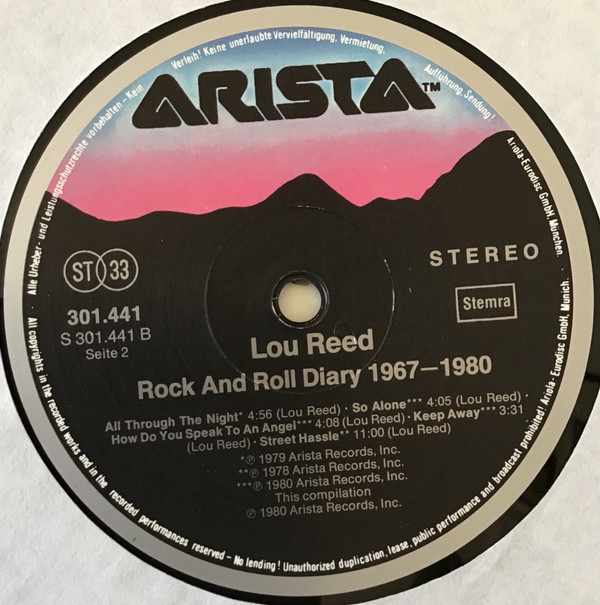 Alle Urheber- und Leistungsschutzrechte vorbehalten – Kein Verleih! Keine unerlaubte Vervielfältigung, Vermietung, Aufführung, Sendung!
ARISTA™
Ariola-Eurodisc GmbH, München.
STEREO
ST 33
301.441
S 301.441 B
Seite 2
Stemra
Lou Reed
Rock And Roll Diary 1967–1980
All Through The Night* 4:56 (Lou Reed) · So Alone*** 4:05 (Lou Reed) ·
How Do You Speak To An Angel*** 4:08 (Lou Reed) · Keep Away*** 3:31
(Lou Reed) · Street Hassle** 11:00 (Lou Reed)
*℗ 1979 Arista Records, Inc.
**℗ 1978 Arista Records, Inc.
***℗ 1980 Arista Records, Inc.
This compilation
℗ 1980 Arista Records, Inc.
All copyrights in the recorded works and in the recorded performances reserved – No lending! Unauthorized duplication, lease, public performance and broadcast prohibited! Ariola-Eurodisc GmbH, Munich.